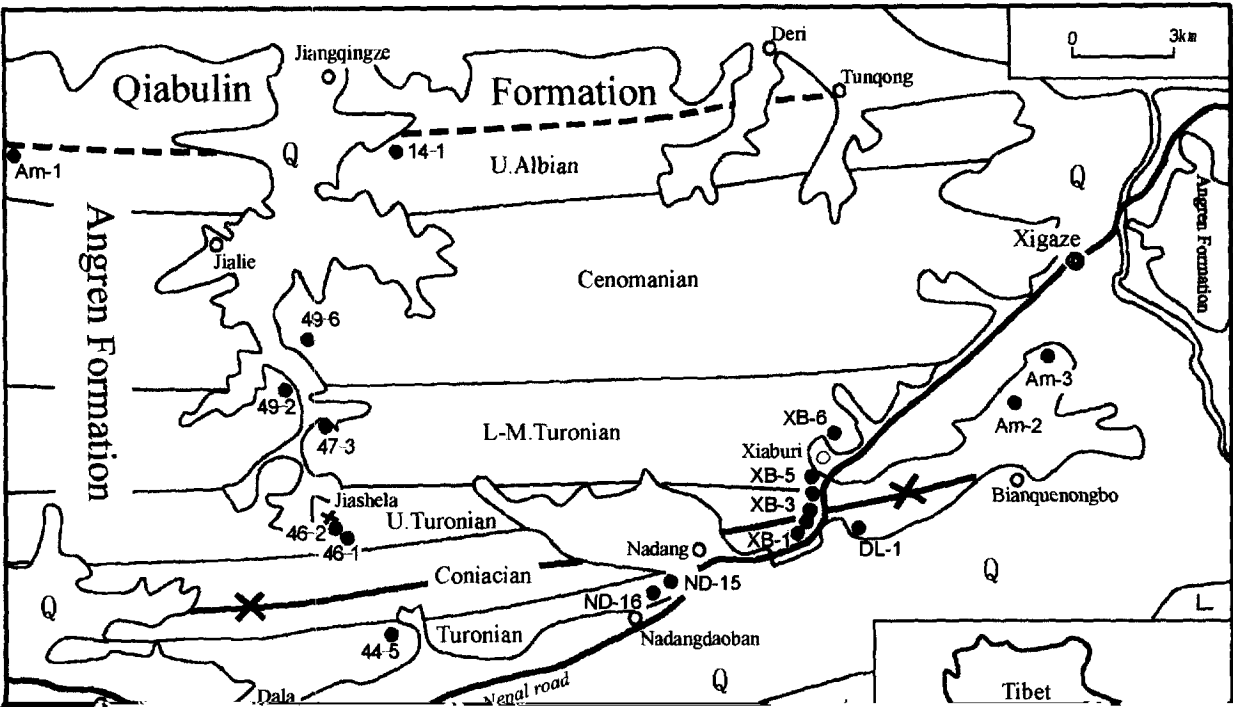 Deri
Jiangqingze
0 3km
Qiabulin Formation
Tunqong
Q
14-1
Am-1
U.Albian
Q
Angren Formation
Angren Formation
Xigaze
Jialie
Cenomanian
49-6
Am-3
49-2
Am-2
XB-6
47-3
L-M.Turonian
Xiaburi
XB-5
Jiashela
Bianquenongbo
XB-3
46-2
U.Turonian
XB-1
DL-1
46-1
Nadang
Coniacian
ND-15
Q
Q
ND-16
L
Turonian
Nadangdaoban
44-5
Q
Nepal road
Dala
Tibet